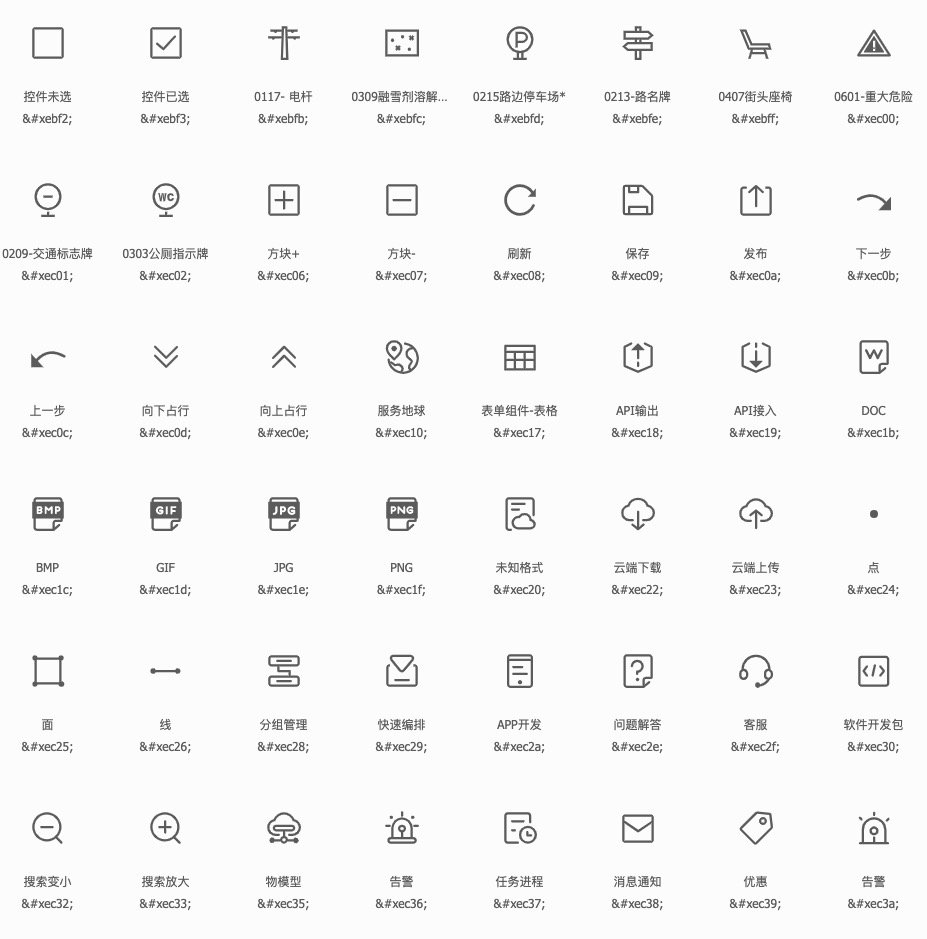 P
控件未选 控件已选 0117- 电杆 0309融雪剂溶解... 0215路边停车场* 0213-路名牌 0407街头座椅 0601-重大危险
&#xebf2; &#xebf3; &#xebfb; &#xebfc; &#xebfd; &#xebfe; &#xebff; &#xec00;
WC
0209-交通标志牌 0303公厕指示牌 方块+ 方块- 刷新 保存 发布 下一步
&#xec01; &#xec02; &#xec06; &#xec07; &#xec08; &#xec09; &#xec0a; &#xec0b;
W
上一步 向下占行 向上占行 服务地球 表单组件-表格 API输出 API接入 DOC
&#xec0c; &#xec0d; &#xec0e; &#xec10; &#xec17; &#xec18; &#xec19; &#xec1b;
BMP GIF JPG PNG
BMP GIF JPG PNG 未知格式 云端下载 云端上传 点
&#xec1c; &#xec1d; &#xec1e; &#xec1f; &#xec20; &#xec22; &#xec23; &#xec24;
? </>
面 线 分组管理 快速编排 APP开发 问题解答 客服 软件开发包
&#xec25; &#xec26; &#xec28; &#xec29; &#xec2a; &#xec2e; &#xec2f; &#xec30;
搜索变小 搜索放大 物模型 告警 任务进程 消息通知 优惠 告警
&#xec32; &#xec33; &#xec35; &#xec36; &#xec37; &#xec38; &#xec39; &#xec3a;